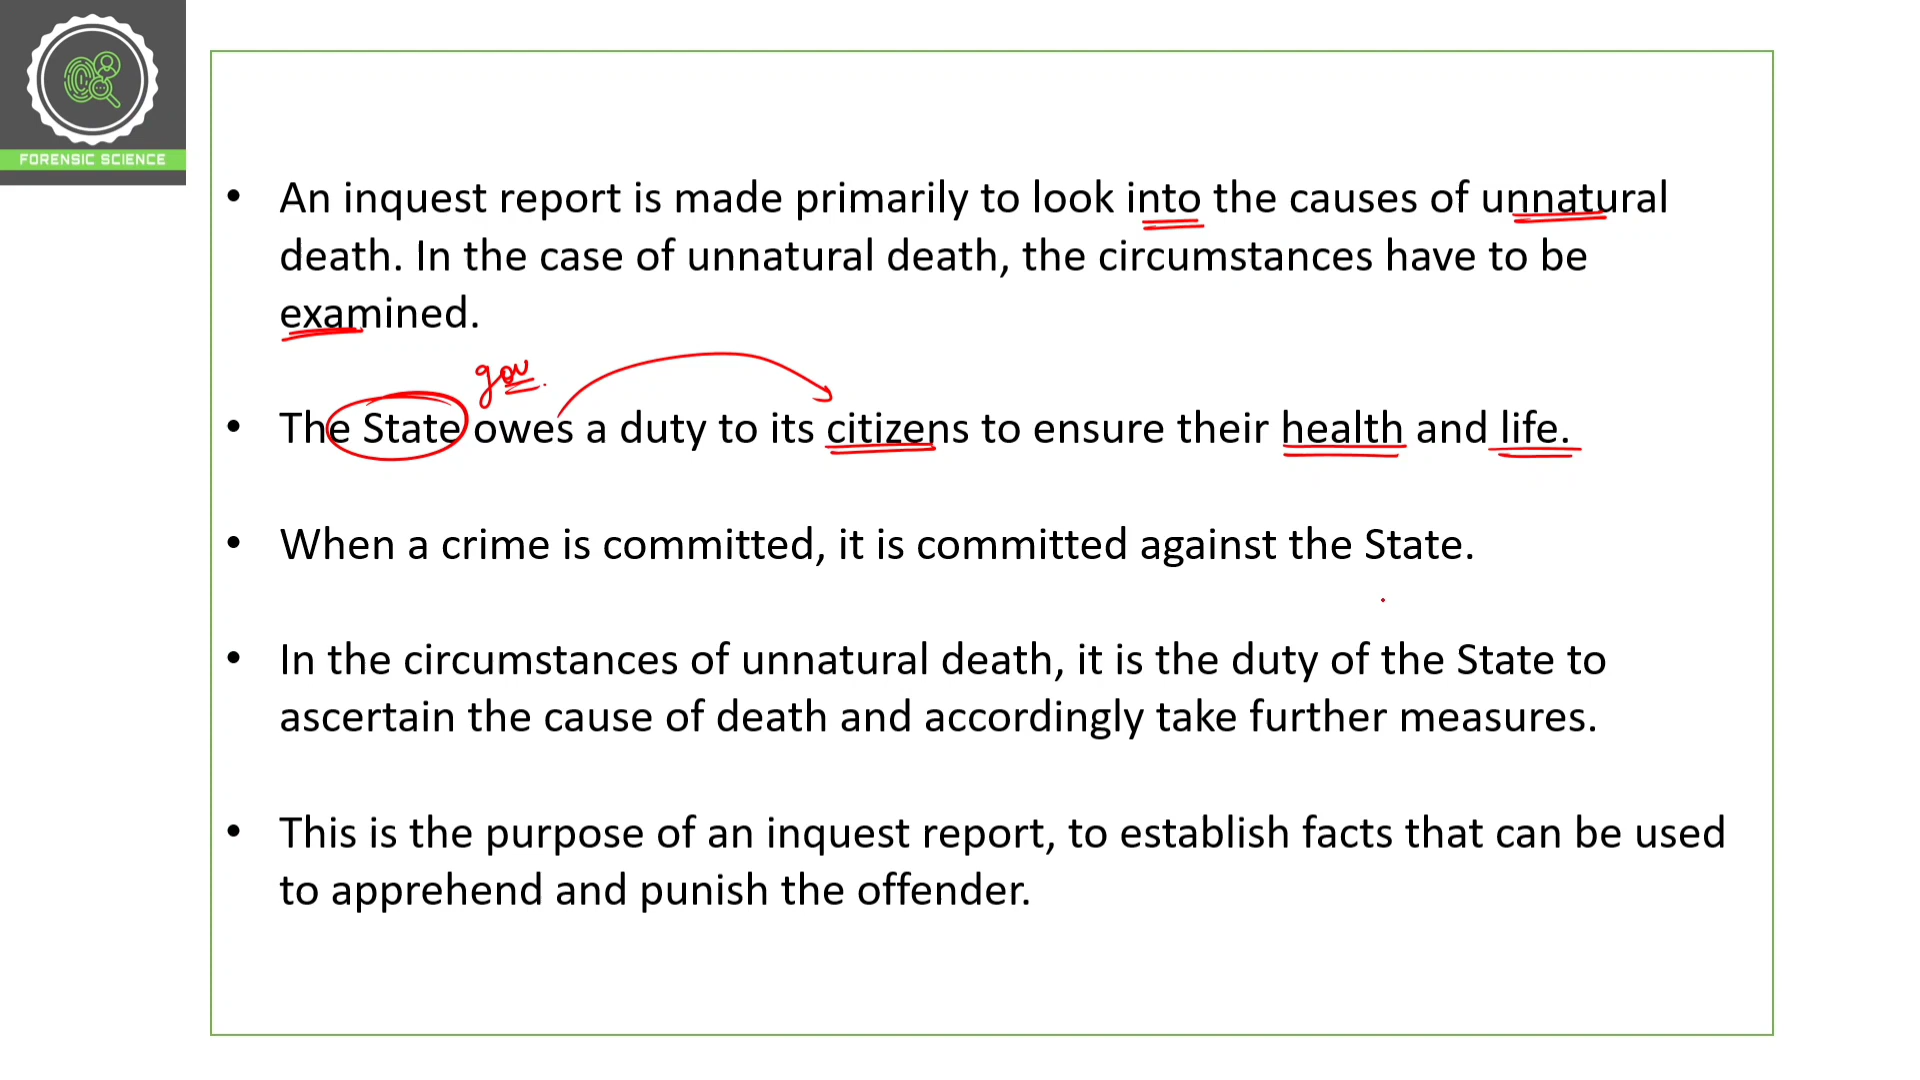 FORENSIC SCIENCE
• An inquest report is made primarily to look into the causes of unnatural
death. In the case of unnatural death, the circumstances have to be
examined.
gov.
• The State owes a duty to its citizens to ensure their health and life.
• When a crime is committed, it is committed against the State.
• In the circumstances of unnatural death, it is the duty of the State to
ascertain the cause of death and accordingly take further measures.
• This is the purpose of an inquest report, to establish facts that can be used
to apprehend and punish the offender.